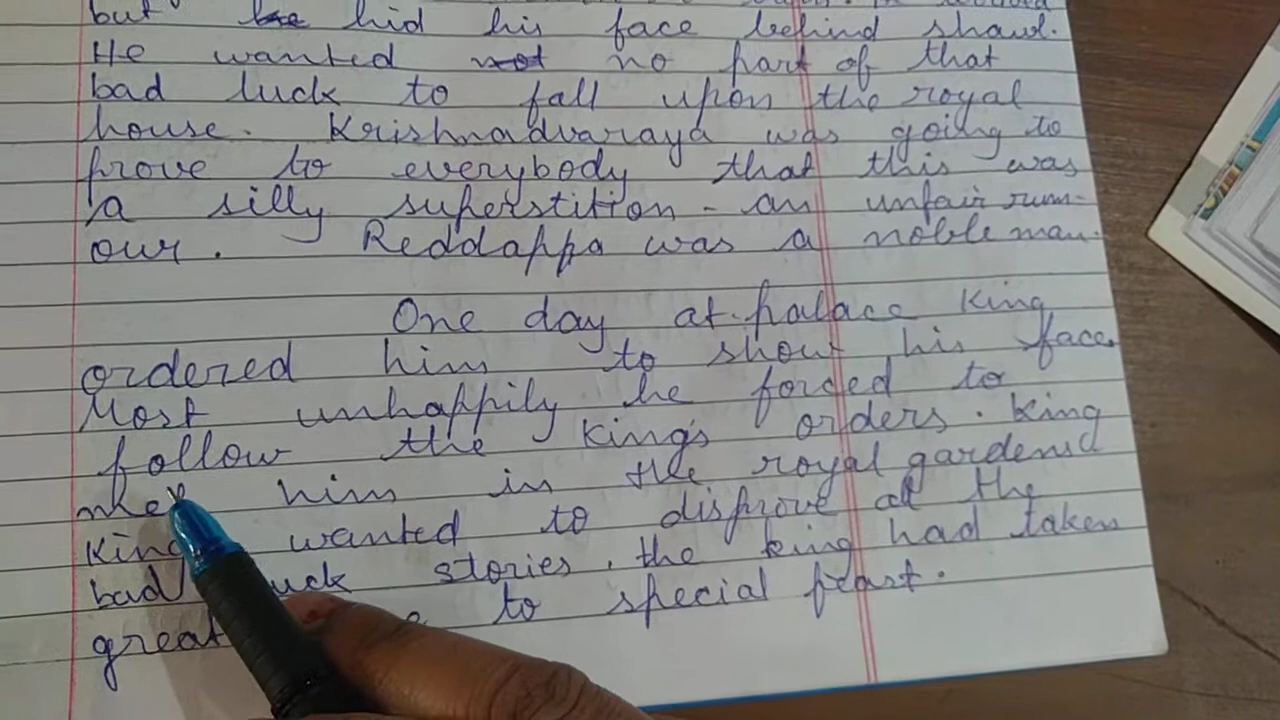 but hid his face behind shawl.
He wanted no part of that
bad luck to fall upon the royal
house. Krishnadvaraya was going to
prove to everybody that this was
a silly superstition - an unfair rum-
our. Reddappa was a noble man.
One day at palace King
ordered him to show his face.
Most unhappily he forced to
follow the King's orders. King
him in the royal
King wanted to disprove all the
bad luck stories, the king had taken
great to special feast.